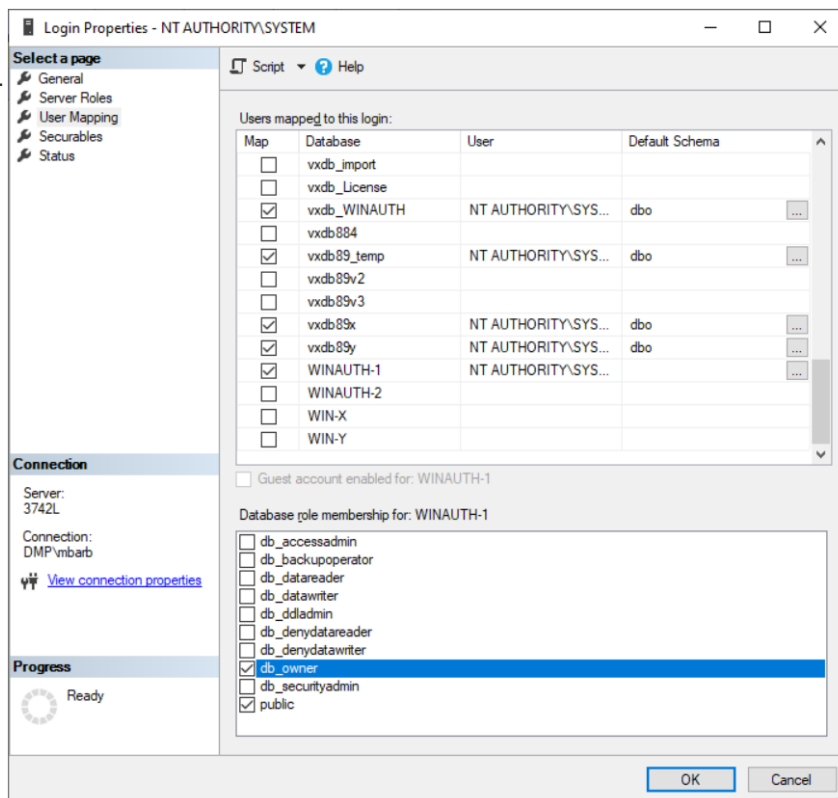 Login Properties - NT AUTHORITY\SYSTEM
Select a page
General
Server Roles
User Mapping
Securables
Status
Script Help
Users mapped to this login:
Map Database User Default Schema
vxdb_import
vxdb_License
vxdb_WINAUTH NT AUTHORITY\SYS... dbo ...
vxdb884
vxdb89_temp NT AUTHORITY\SYS... dbo ...
vxdb89v2
vxdb89v3
vxdb89x NT AUTHORITY\SYS... dbo ...
vxdb89y NT AUTHORITY\SYS... dbo ...
WINAUTH-1 NT AUTHORITY\SYS... ...
WINAUTH-2
WIN-X
WIN-Y
Guest account enabled for: WINAUTH-1
Database role membership for: WINAUTH-1
db_accessadmin
db_backupoperator
db_datareader
db_datawriter
db_ddladmin
db_denydatareader
db_denydatawriter
db_owner
db_securityadmin
public
Connection
Server:
3742L
Connection:
DMP\mbarb
View connection properties
Progress
Ready
OK Cancel